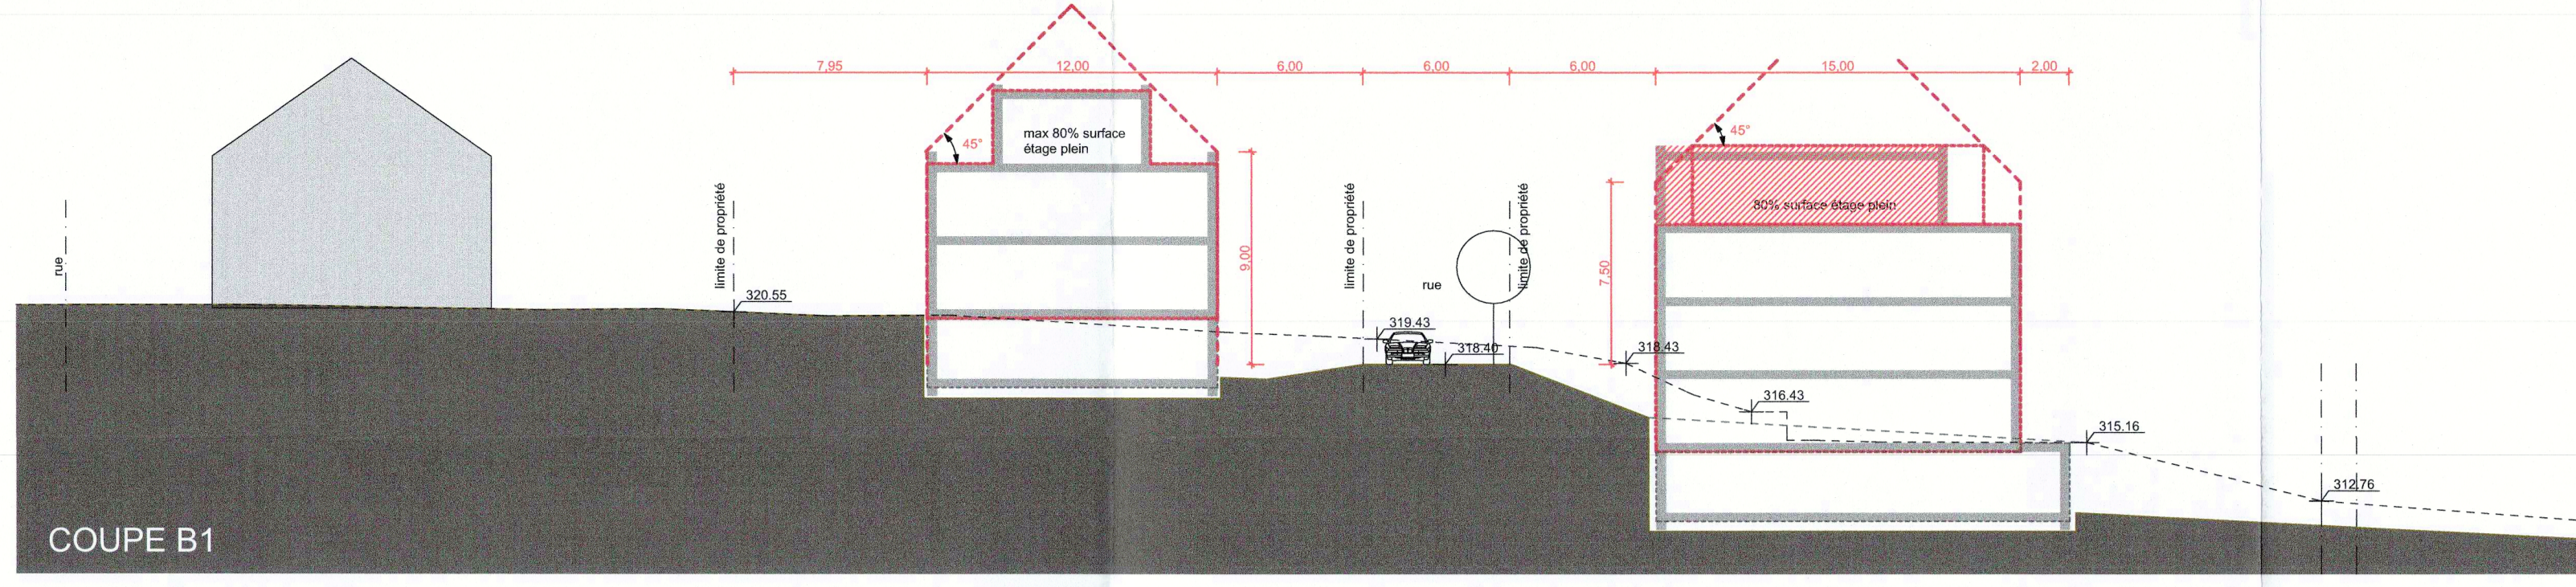 7,95
12,00
6,00
6,00
6,00
15,00
2,00
max 80% surface
étage plein
45°
45°
limite de propriété
limite de propriété
limite de propriété
80% surface étage plein
rue
9,00
7,50
rue
320.55
319.43
318.40
318.43
316.43
315.16
312.76
COUPE B1